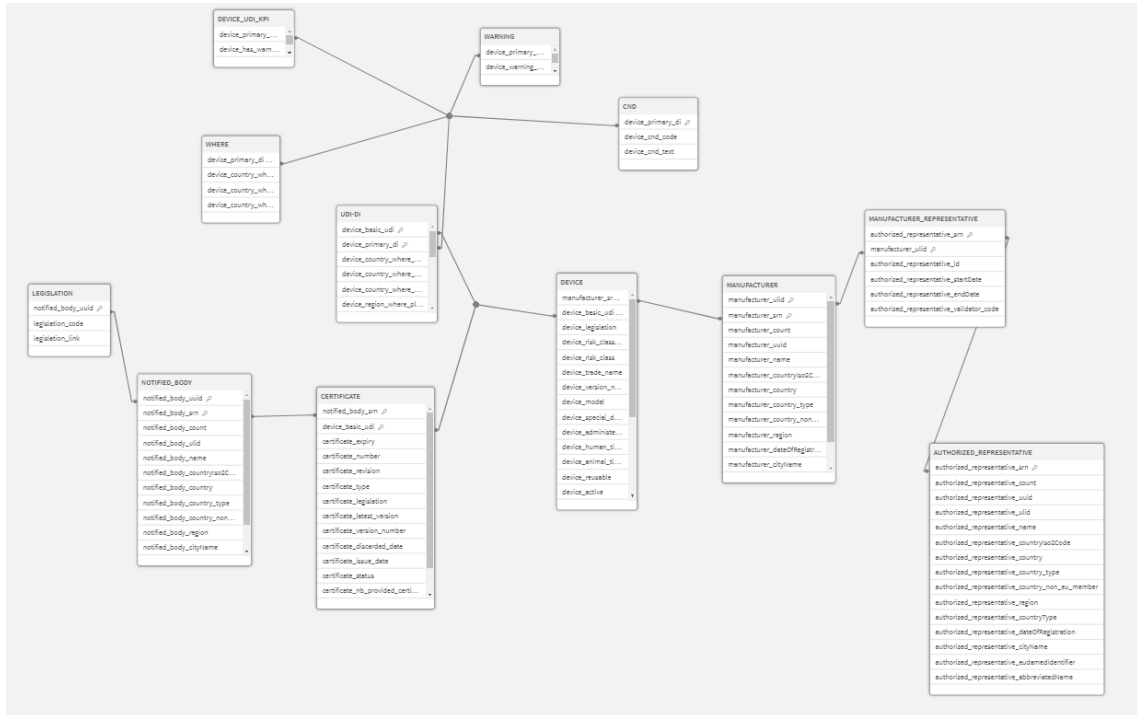 DEVICE_UDI_KPI
device_primary_...
device_has_warn...
WARNING
device_primary_...
device_warning_...
CND
device_primary_di
device_cnd_code
device_cnd_text
WHERE
device_primary_di ...
device_country_wh...
device_country_wh...
device_country_wh...
UDI-DI
device_basic_udi
device_primary_di
device_country_where_...
device_country_where_...
device_country_where_...
device_region_where_pl...
MANUFACTURER_REPRESENTATIVE
authorized_representative_srn
manufacturer_ulid
authorized_representative_id
authorized_representative_startDate
authorized_representative_endDate
authorized_representative_validator_code
LEGISLATION
notified_body_uuid
legislation_code
legislation_link
DEVICE
manufacturer_sr...
device_basic_udi ...
device_legislation
device_risk_class...
device_risk_class
device_trade_name
device_version_n...
device_model
device_special_d...
device_administe...
device_human_ti...
device_animal_ti...
device_reusable
device_active
MANUFACTURER
manufacturer_ulid
manufacturer_srn
manufacturer_count
manufacturer_uuid
manufacturer_name
manufacturer_countryIso2C...
manufacturer_country
manufacturer_country_type
manufacturer_country_non...
manufacturer_region
manufacturer_dateOfRegistr...
manufacturer_cityName
NOTIFIED_BODY
notified_body_uuid
notified_body_srn
notified_body_count
notified_body_ulid
notified_body_name
notified_body_countryIso2C...
notified_body_country
notified_body_country_type
notified_body_country_non...
notified_body_region
notified_body_cityName
CERTIFICATE
notified_body_srn
device_basic_udi
certificate_expiry
certificate_number
certificate_revision
certificate_type
certificate_legislation
certificate_latest_version
certificate_version_number
certificate_discarded_date
certificate_issue_date
certificate_status
certificate_nb_provided_certi...
AUTHORIZED_REPRESENTATIVE
authorized_representative_srn
authorized_representative_count
authorized_representative_uuid
authorized_representative_ulid
authorized_representative_name
authorized_representative_countryIso2Code
authorized_representative_country
authorized_representative_country_type
authorized_representative_country_non_eu_member
authorized_representative_region
authorized_representative_countryType
authorized_representative_dateOfRegistration
authorized_representative_cityName
authorized_representative_eudamedIdentifier
authorized_representative_abbreviatedName